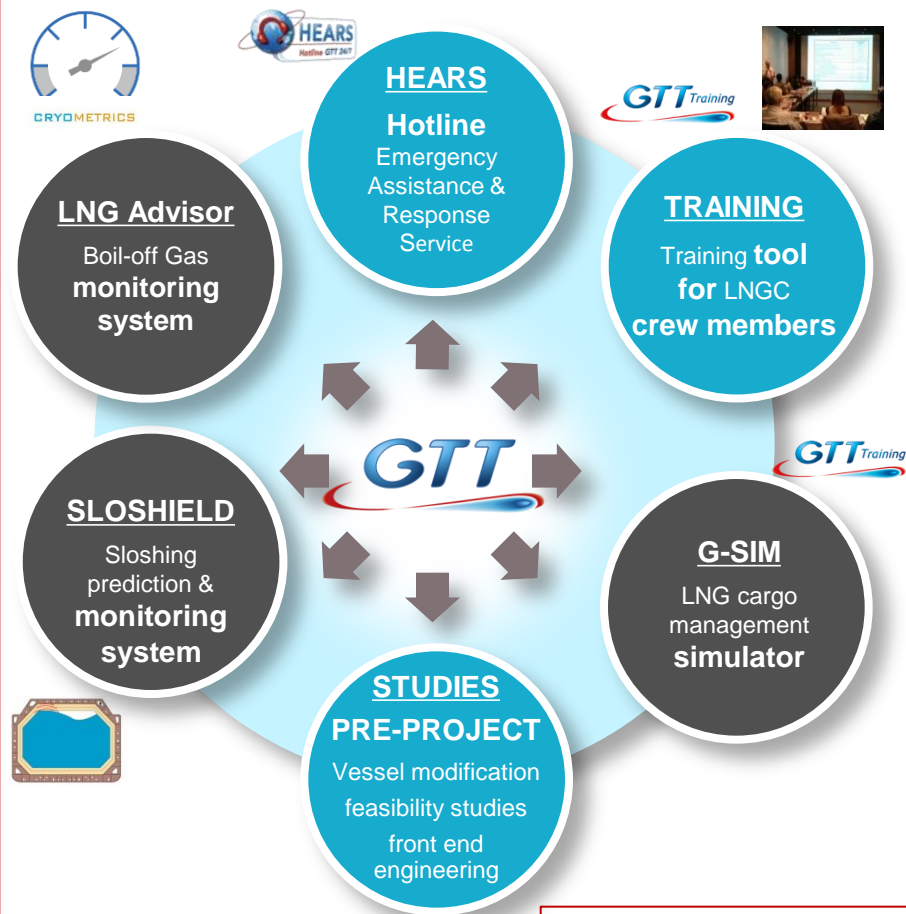 CRYOMETRICS
HEARS
Hotline GTT 24/7
HEARS
Hotline
Emergency
Assistance &
Response
Service
GTT Training
TRAINING
Training tool
for LNGC
crew members
LNG Advisor
Boil-off Gas
monitoring
system
GTT
GTT Training
SLOSHIELD
Sloshing
prediction &
monitoring
system
G-SIM
LNG cargo
management
simulator
STUDIES
PRE-PROJECT
Vessel modification
feasibility studies
front end
engineering